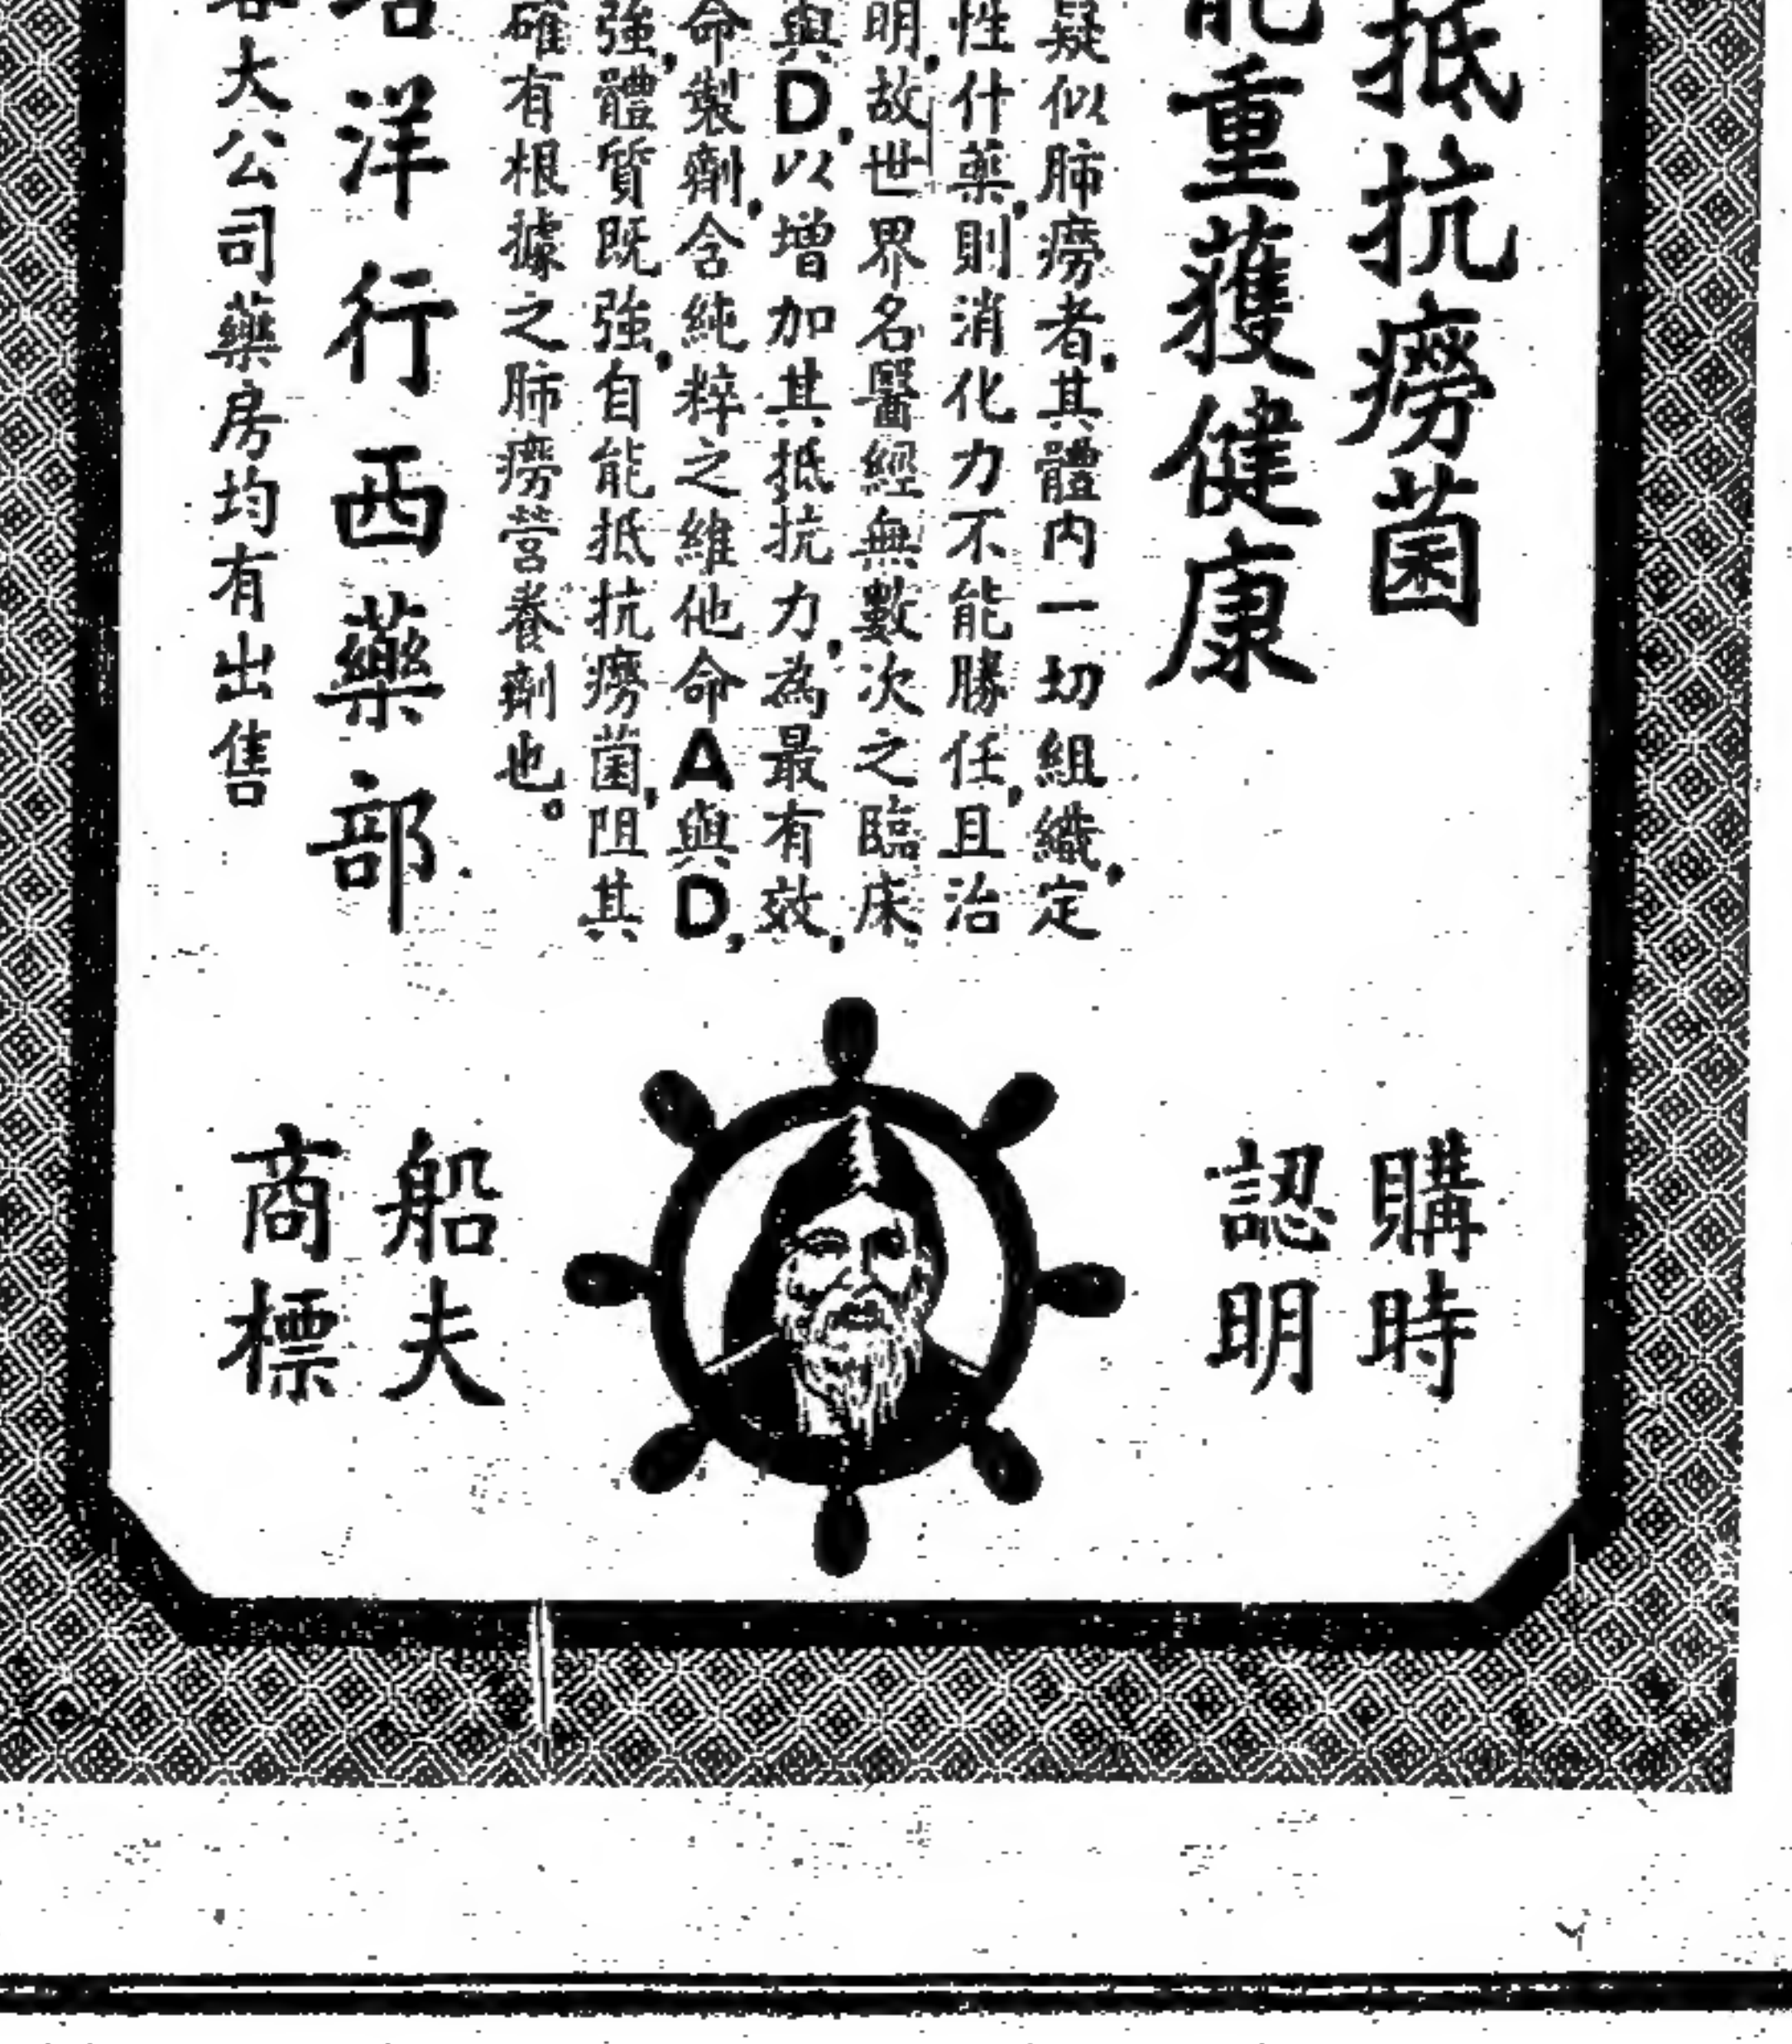 抵抗癆菌
能重獲健康
疑似肺癆者，其體內一切組織，定
性什藥，則消化力不能勝任，且治
明，故世界名醫經無數次之臨床
與D，以增加其抵抗力，為最有效，
命製劑，含純粹之維他命A與D，
強，體質既強，自能抵抗癆菌，阻其
確有根據之肺癆營養劑也。
洋行西藥部
各大公司藥房均有出售
購時
認明
船夫
商標